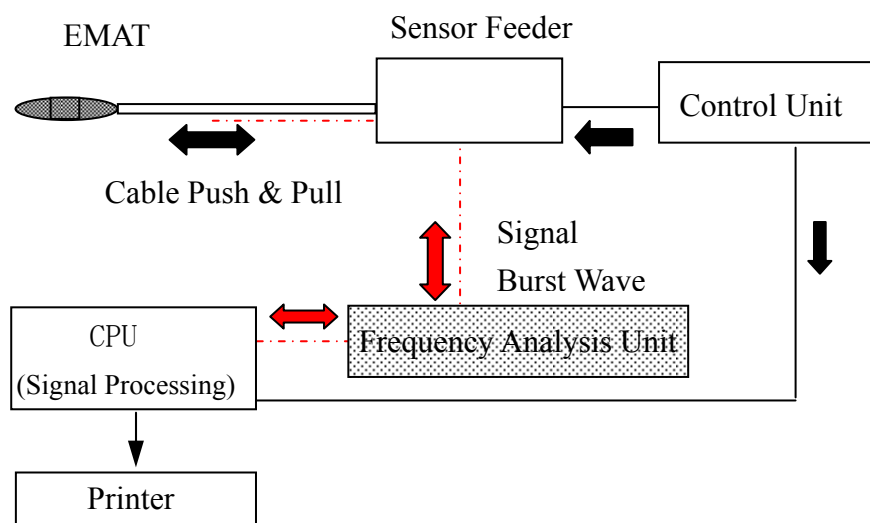 EMAT
Sensor Feeder
Control Unit
Cable Push & Pull
Signal
Burst Wave
CPU
(Signal Processing)
Frequency Analysis Unit
Printer